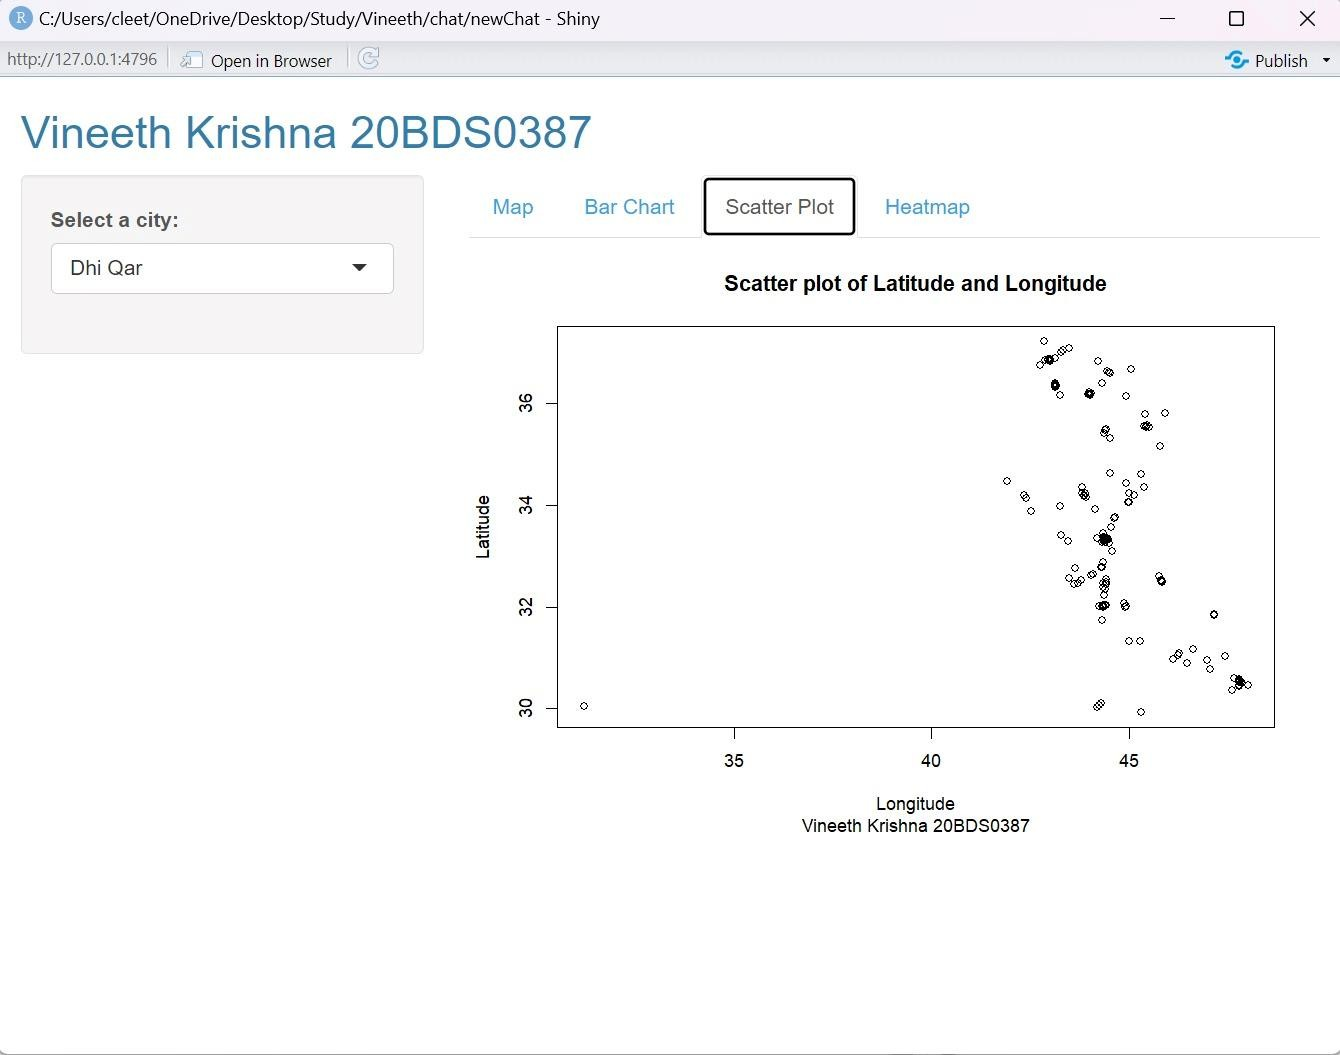 R C:/Users/cleet/OneDrive/Desktop/Study/Vineeth/chat/newChat - Shiny
http://127.0.0.1:4796 Open in Browser Publish
Vineeth Krishna 20BDS0387
Select a city:
Dhi Qar
Map Bar Chart Scatter Plot Heatmap
Scatter plot of Latitude and Longitude
Latitude
36
34
32
30
35 40 45
Longitude
Vineeth Krishna 20BDS0387